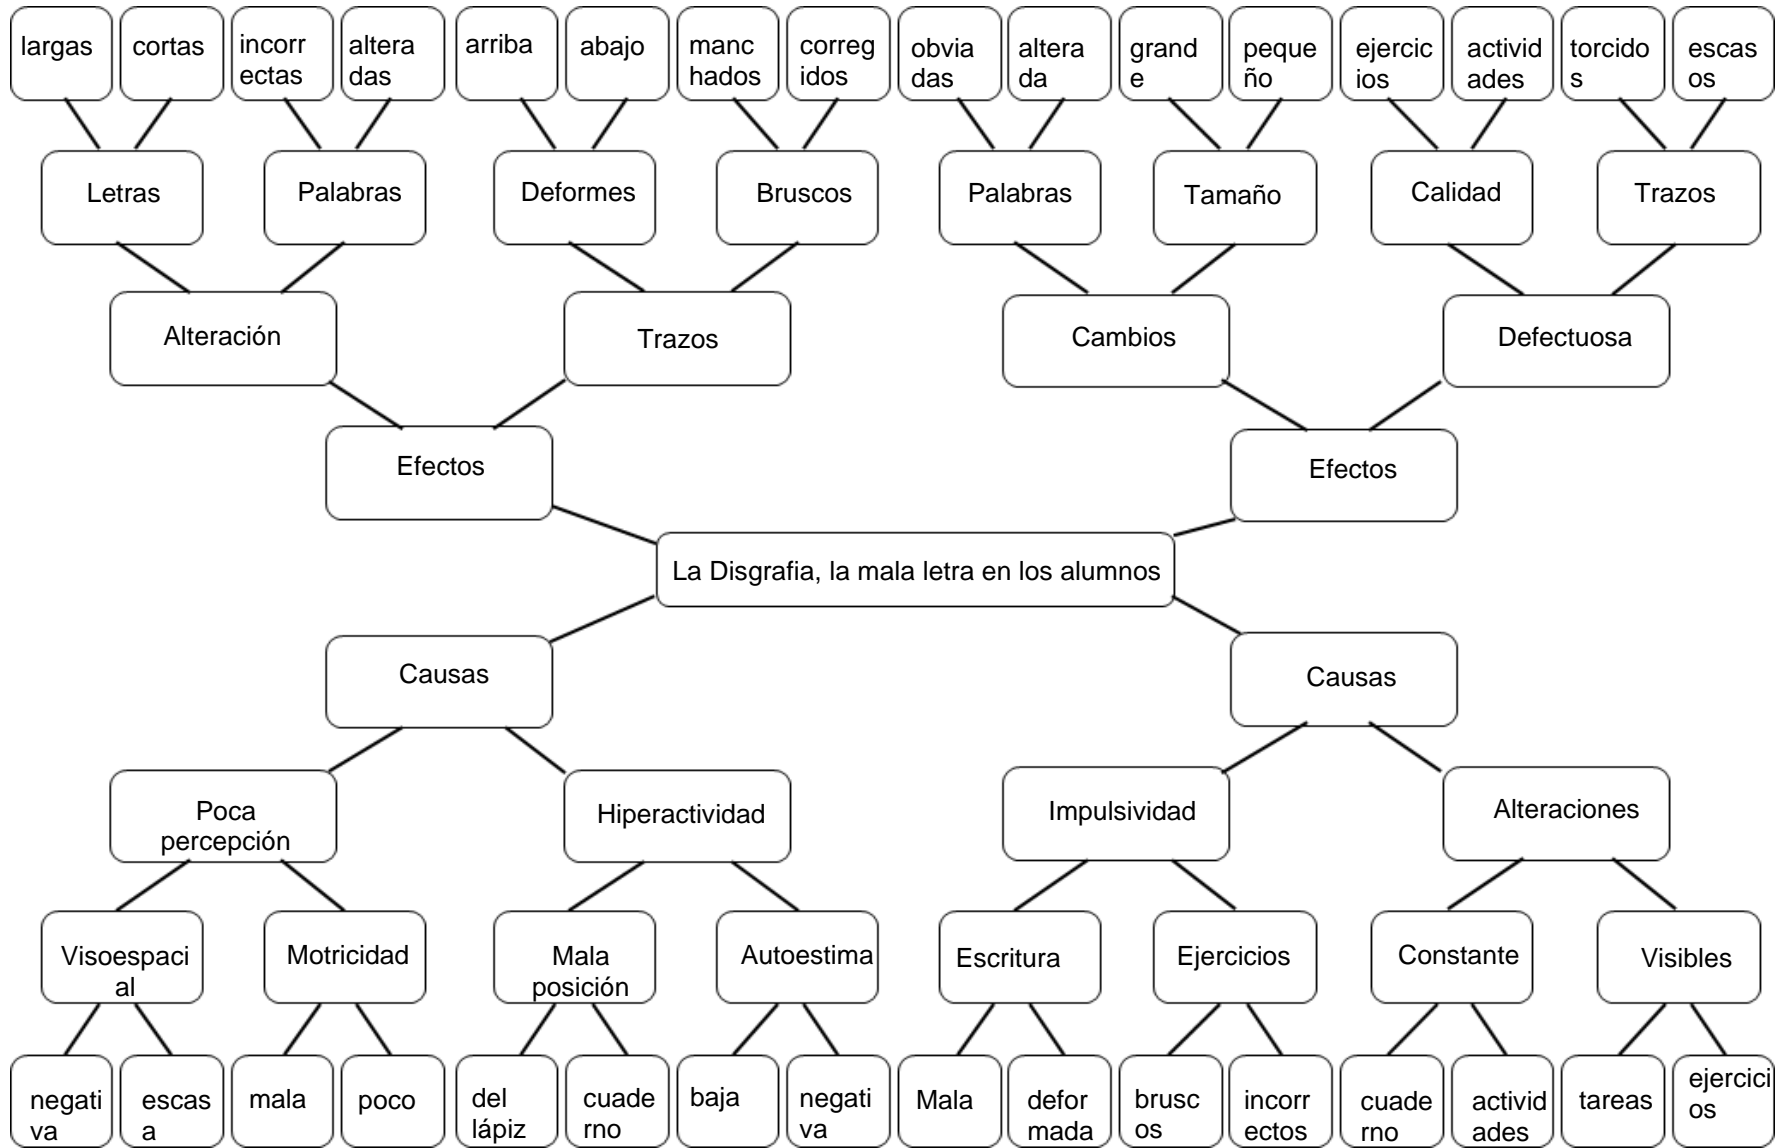 largas
cortas
incorr
ectas
altera
das
arriba
abajo
manc
hados
correg
idos
obvia
das
altera
da
grand
e
peque
ño
ejercic
ios
activid
ades
torcido
s
escas
os
Letras
Palabras
Deformes
Bruscos
Palabras
Tamaño
Calidad
Trazos
Alteración
Trazos
Cambios
Defectuosa
Efectos
Efectos
La Disgrafia, la mala letra en los alumnos
Causas
Causas
Poca
percepción
Hiperactividad
Impulsividad
Alteraciones
Visoespaci
al
Motricidad
Mala
posición
Autoestima
Escritura
Ejercicios
Constante
Visibles
negati
va
escas
a
mala
poco
del
lápiz
cuade
rno
baja
negati
va
Mala
defor
mada
brusc
os
incorr
ectos
cuade
rno
activid
ades
tareas
ejercici
os